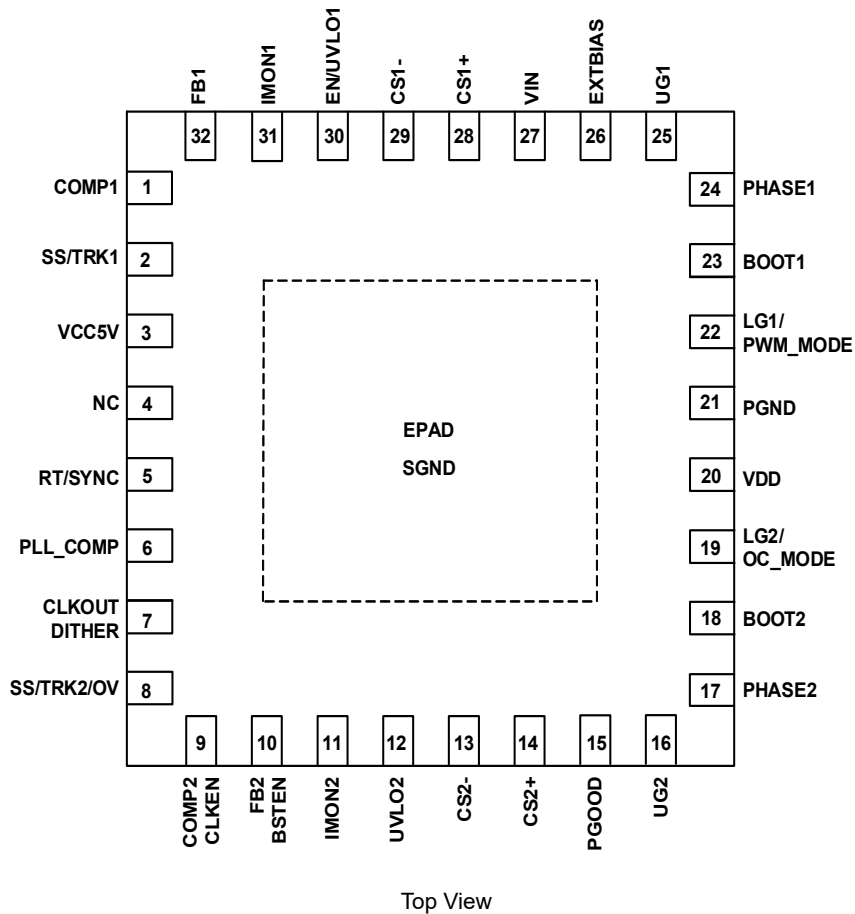 FB1
IMON1
EN/UVLO1
CS1-
CS1+
VIN
EXTBIAS
UG1
32
31
30
29
28
27
26
25
COMP1
1
SS/TRK1
2
VCC5V
3
NC
4
RT/SYNC
5
PLL_COMP
6
CLKOUT
DITHER
7
SS/TRK2/OV
8
EPAD
SGND
24
PHASE1
23
BOOT1
22
LG1/
PWM_MODE
21
PGND
20
VDD
19
LG2/
OC_MODE
18
BOOT2
17
PHASE2
9
10
11
12
13
14
15
16
COMP2
CLKEN
FB2
BSTEN
IMON2
UVLO2
CS2-
CS2+
PGOOD
UG2
Top View